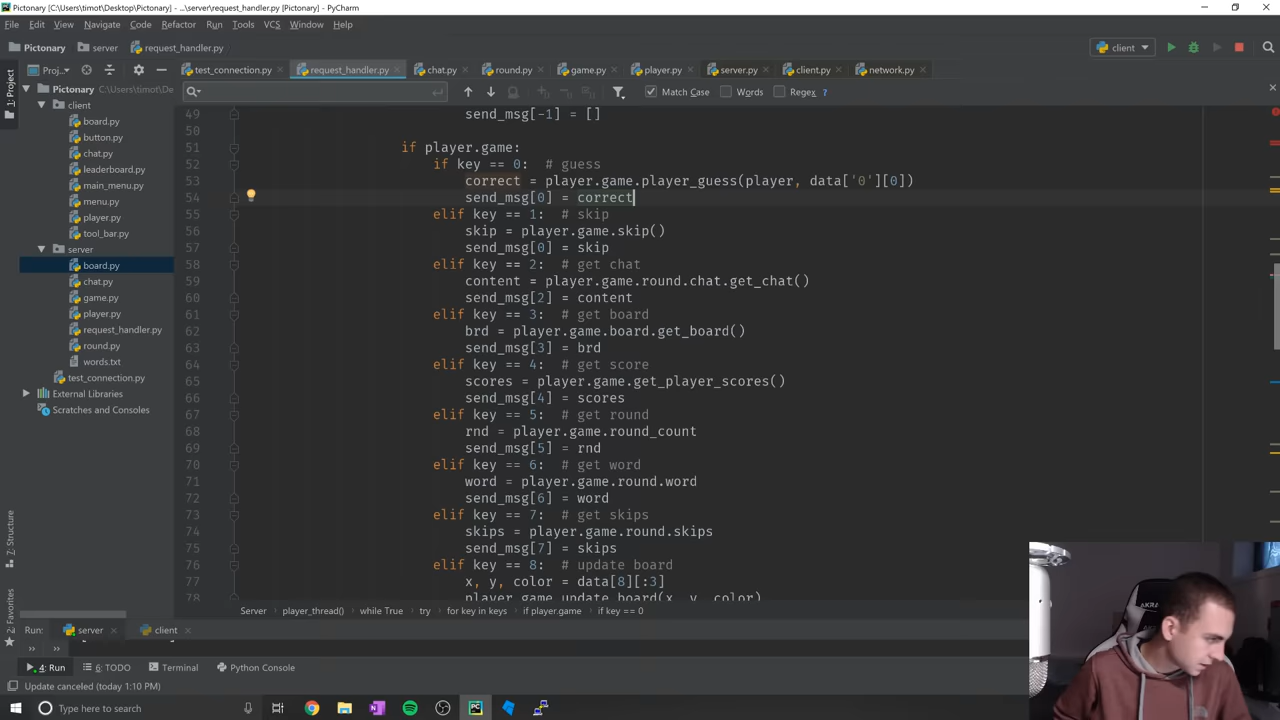 Pictonary [C:\Users\timot\Desktop\Pictonary] - ...\server\request_handler.py [Pictonary] - PyCharm
File Edit View Navigate Code Refactor Run Tools VCS Window Help
Pictonary server request_handler.py client
1: Project
Proj...
test_connection.py request_handler.py chat.py round.py game.py player.py server.py client.py network.py
Match Case Words Regex ?
Pictonary C:\Users\timot\
client
board.py
button.py
chat.py
leaderboard.py
main_menu.py
menu.py
player.py
tool_bar.py
server
board.py
chat.py
game.py
player.py
request_handler.py
round.py
words.txt
test_connection.py
External Libraries
Scratches and Consoles
49 send_msg[-1] = []
50
51 if player.game:
52 if key == 0: # guess
53 correct = player.game.player_guess(player, data['0'][0])
54 send_msg[0] = correct
55 elif key == 1: # skip
56 skip = player.game.skip()
57 send_msg[0] = skip
58 elif key == 2: # get chat
59 content = player.game.round.chat.get_chat()
60 send_msg[2] = content
61 elif key == 3: # get board
62 brd = player.game.board.get_board()
63 send_msg[3] = brd
64 elif key == 4: # get score
65 scores = player.game.get_player_scores()
66 send_msg[4] = scores
67 elif key == 5: # get round
68 rnd = player.game.round_count
69 send_msg[5] = rnd
70 elif key == 6: # get word
71 word = player.game.round.word
72 send_msg[6] = word
73 elif key == 7: # get skips
74 skips = player.game.round.skips
75 send_msg[7] = skips
76 elif key == 8: # update board
77 x, y, color = data[8][:3]
78 player.game.update_board(x, y, color)
Server player_thread() while True try for key in keys if player.game if key == 0
7: Structure
2: Favorites
Run: server client
4: Run 6: TODO Terminal Python Console
Update canceled (today 1:10 PM)
Type here to search
AKRA